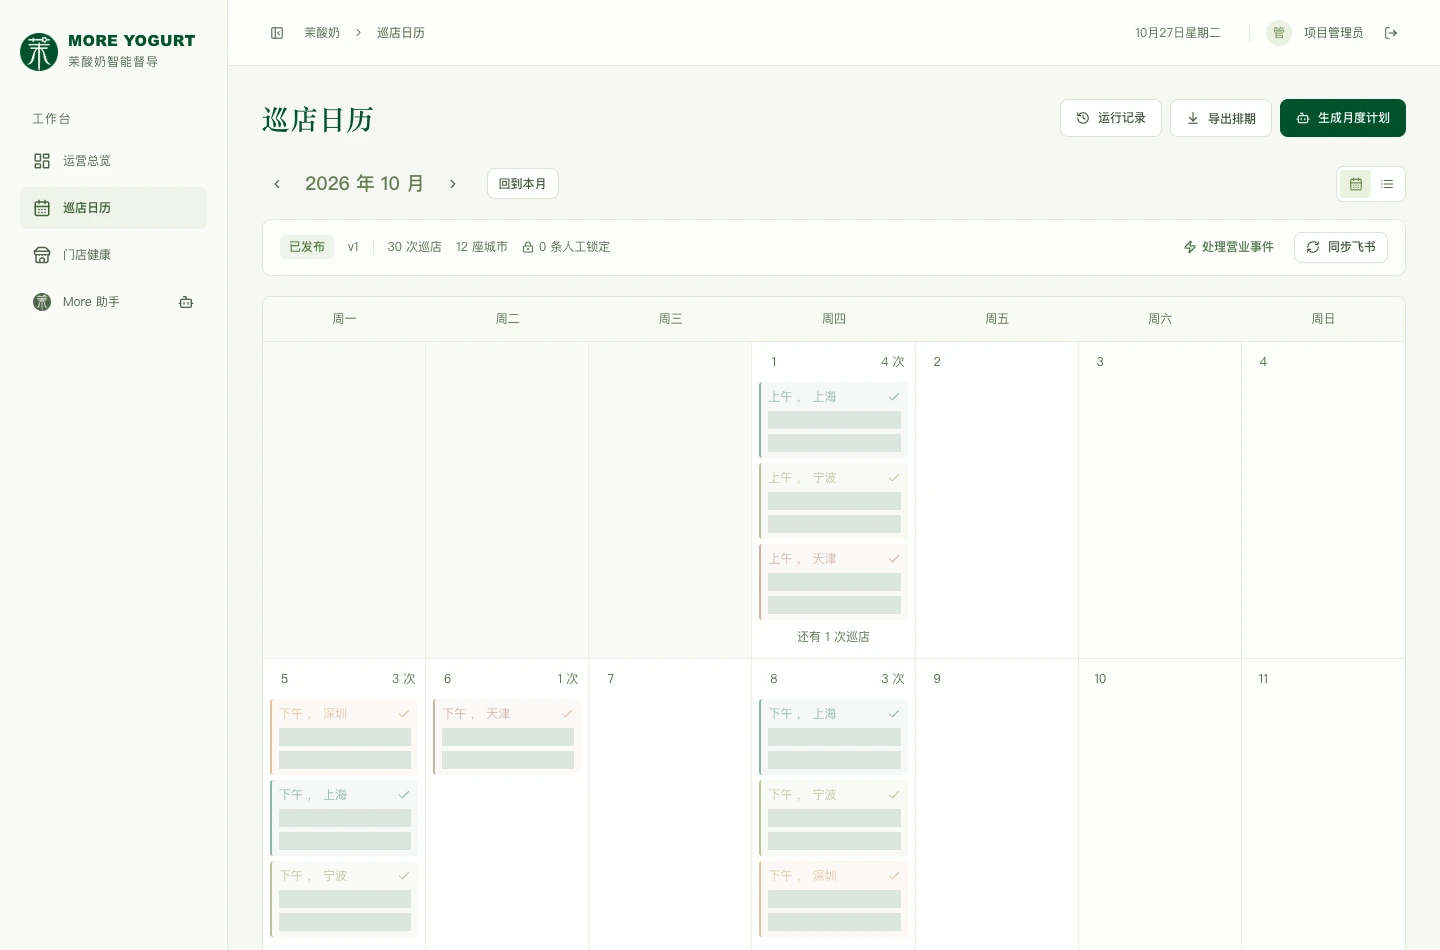 MORE YOGURT
茉酸奶智能督导
工作台
运营总览
巡店日历
门店健康
More 助手
茉酸奶 > 巡店日历
10月27日星期二
管 项目管理员
巡店日历
运行记录
导出排期
生成月度计划
2026 年 10 月
回到本月
已发布 v1 30 次巡店 12 座城市 0 条人工锁定
处理营业事件
同步飞书
周一 周二 周三 周四 周五 周六 周日
1 4 次
上午， 上海
上午， 宁波
上午， 天津
还有 1 次巡店
2
3
4
5 3 次
下午， 深圳
下午， 上海
下午， 宁波
6 1 次
下午， 天津
7
8 3 次
下午， 上海
下午， 宁波
下午， 深圳
9
10
11